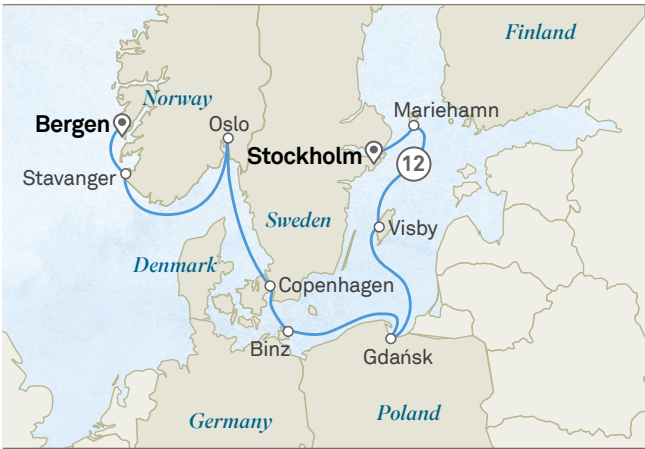 Finland
Norway
Mariehamn
Bergen
Oslo
Stockholm
12
Stavanger
Sweden
Visby
Denmark
Copenhagen
Binz
Gdańsk
Germany
Poland